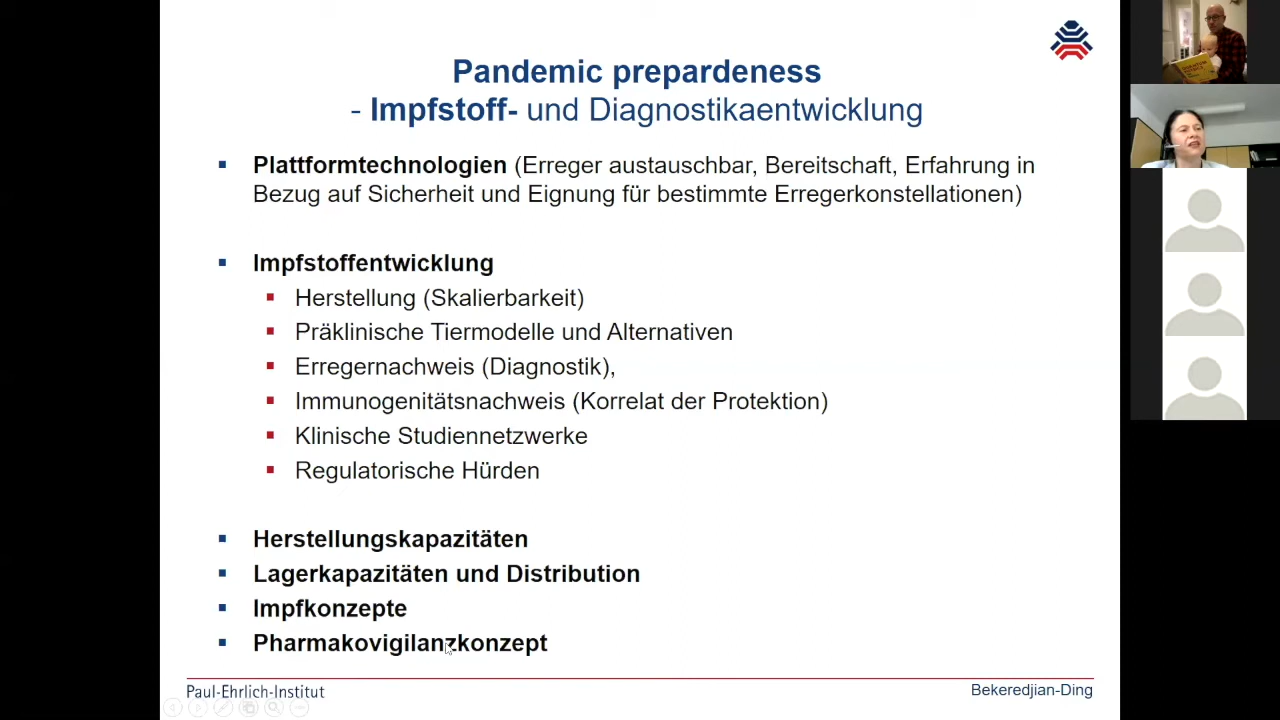 Pandemic prepardeness
- Impfstoff- und Diagnostikaentwicklung
Plattformtechnologien (Erreger austauschbar, Bereitschaft, Erfahrung in
Bezug auf Sicherheit und Eignung für bestimmte Erregerkonstellationen)
Impfstoffentwicklung
Herstellung (Skalierbarkeit)
Präklinische Tiermodelle und Alternativen
Erregernachweis (Diagnostik),
Immunogenitätsnachweis (Korrelat der Protektion)
Klinische Studiennetzwerke
Regulatorische Hürden
Herstellungskapazitäten
Lagerkapazitäten und Distribution
Impfkonzepte
Pharmakovigilanzkonzept
Paul-Ehrlich-Institut
Bekeredjian-Ding